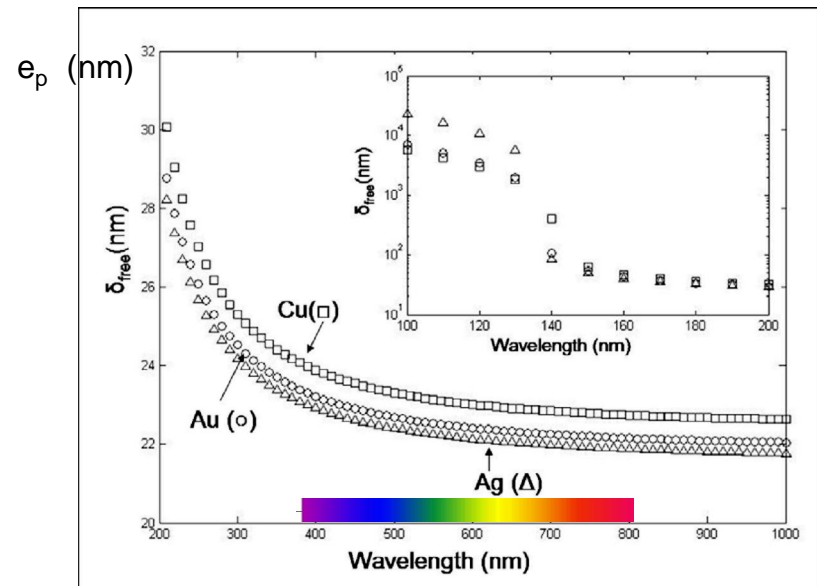 e_p (nm)
32
30
28
26
24
22
20
δ_free(nm)
10^6
10^5
10^4
10^3
10^2
10^1
δ_free(nm)
100 120 140 160 180 200
Wavelength (nm)
Cu(□)
Au (○)
Ag (Δ)
200 300 400 500 600 700 800 900 1000
Wavelength (nm)